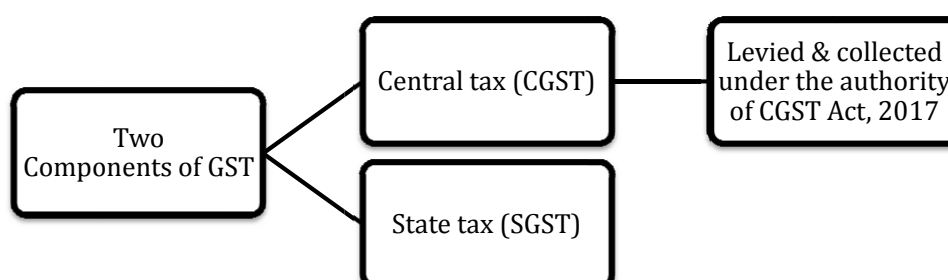 Two
Components of GST
Central tax (CGST)
Levied & collected
under the authority
of CGST Act, 2017
State tax (SGST)